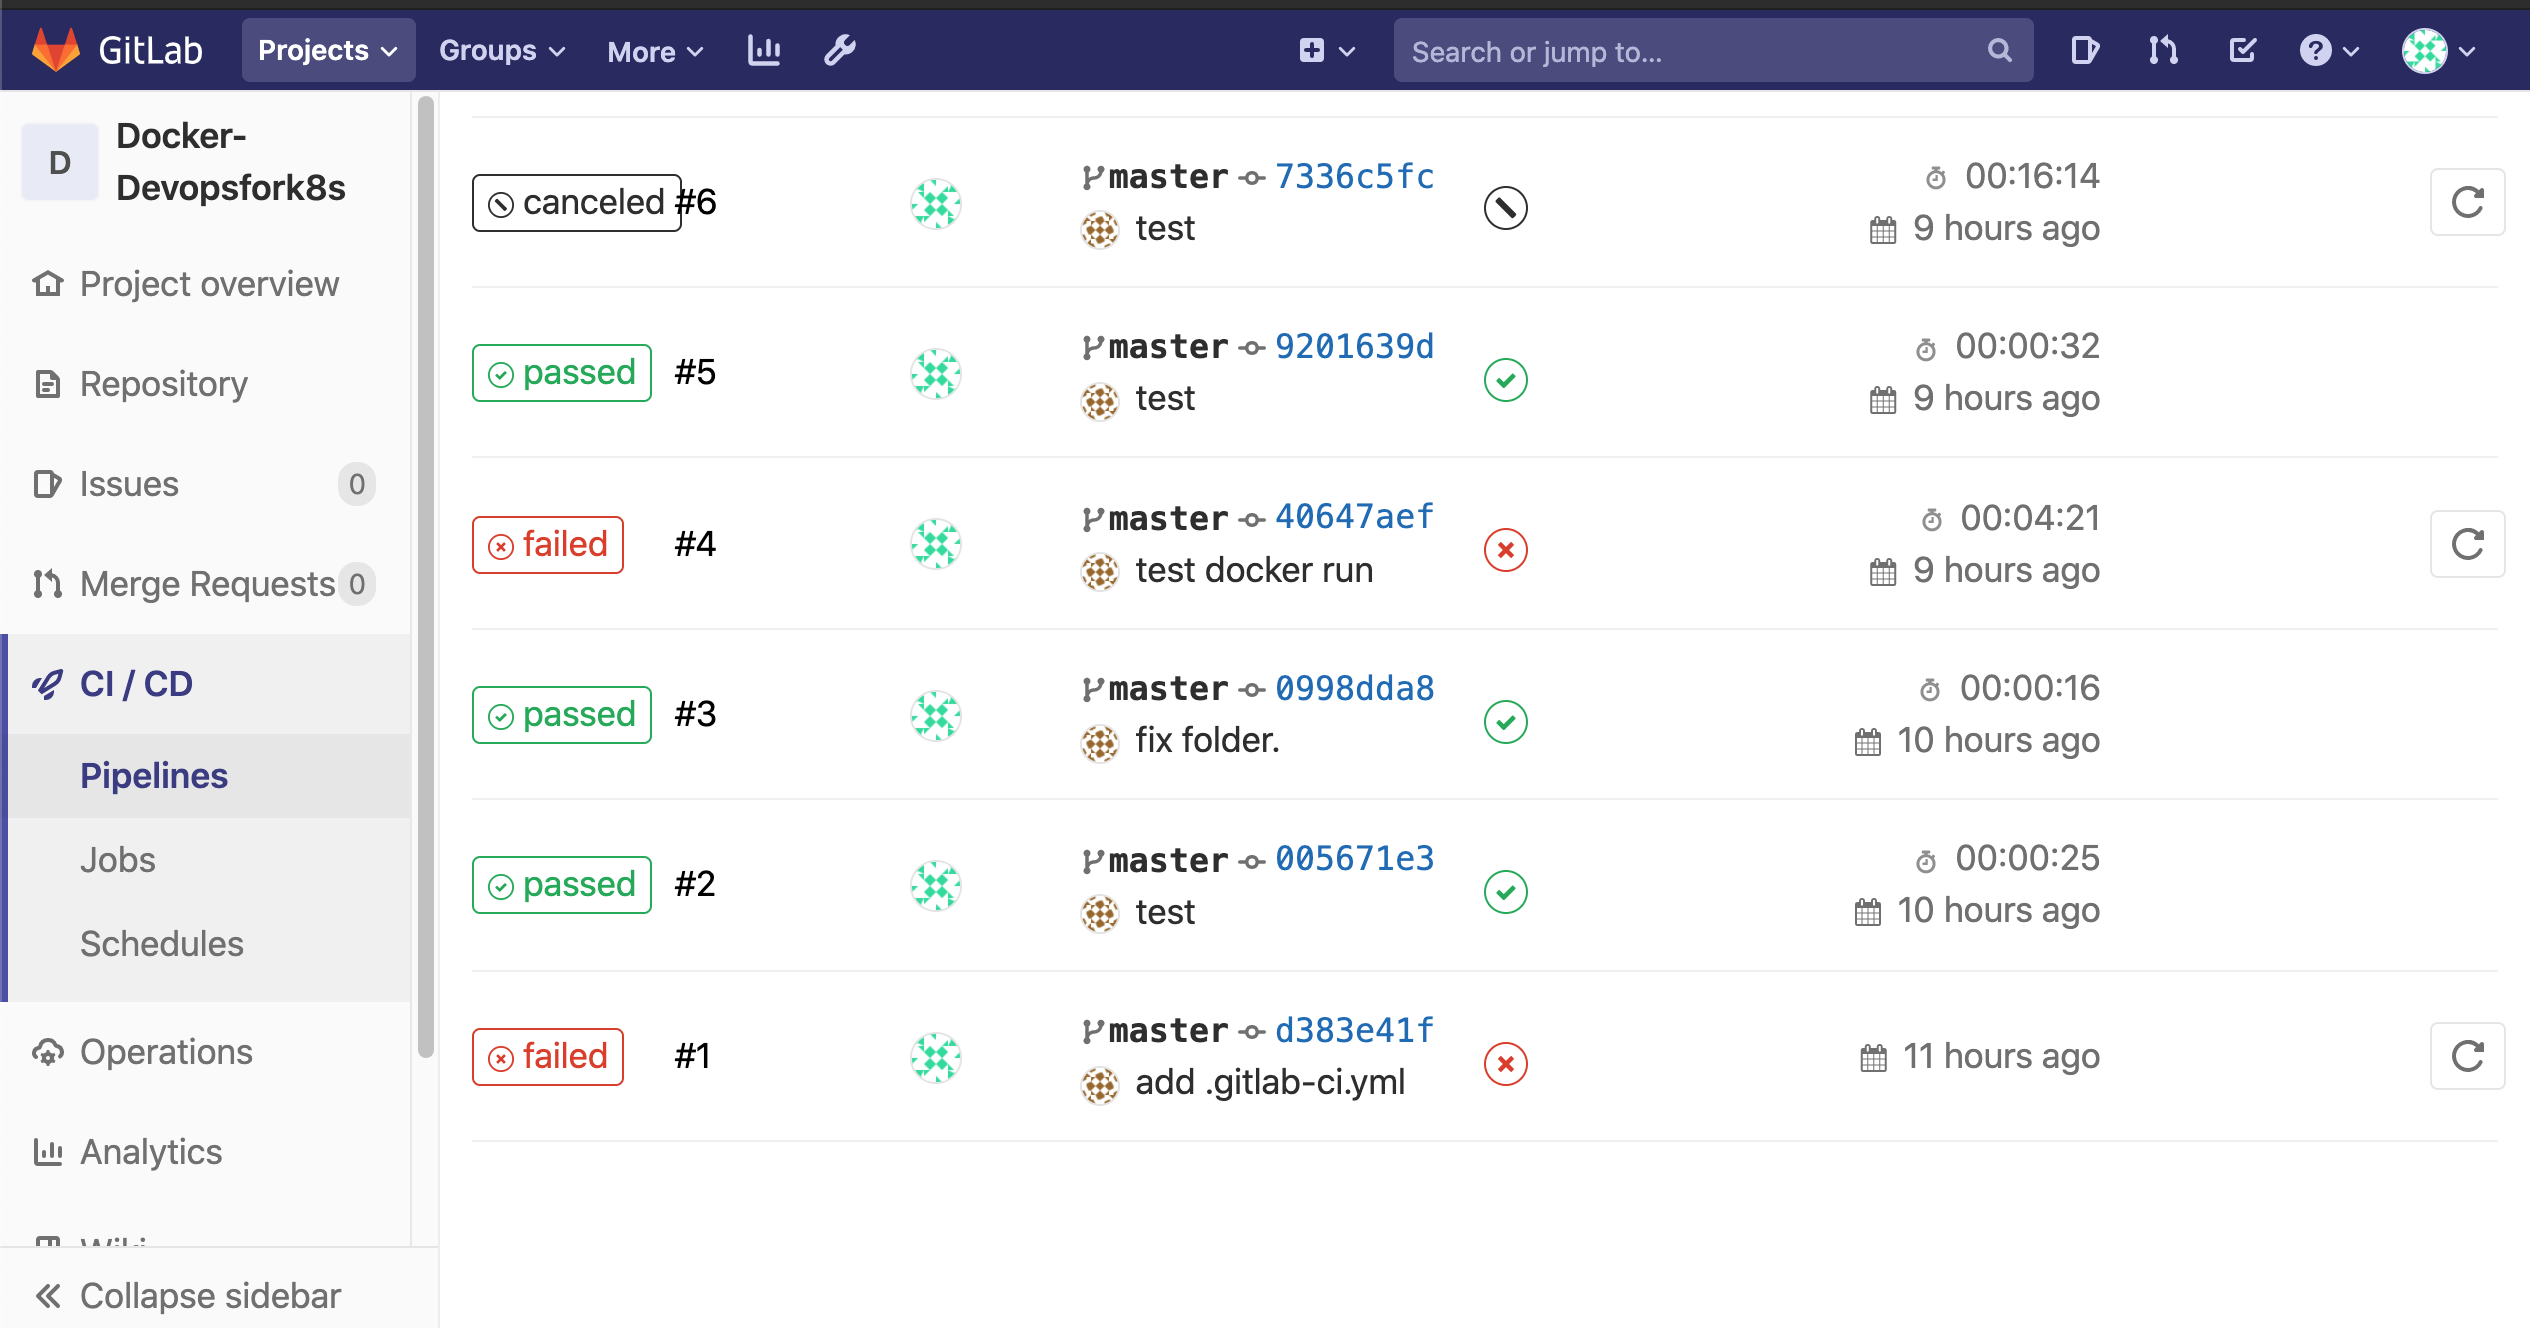 GitLab Projects Groups More Search or jump to...
D Docker-
Devopsfork8s
Project overview
Repository
Issues 0
Merge Requests 0
CI / CD
Pipelines
Jobs
Schedules
Operations
Analytics
Wiki
Collapse sidebar
canceled #6 master 7336c5fc 00:16:14
test 9 hours ago
passed #5 master 9201639d 00:00:32
test 9 hours ago
failed #4 master 40647aef 00:04:21
test docker run 9 hours ago
passed #3 master 0998dda8 00:00:16
fix folder. 10 hours ago
passed #2 master 005671e3 00:00:25
test 10 hours ago
failed #1 master d383e41f 11 hours ago
add .gitlab-ci.yml